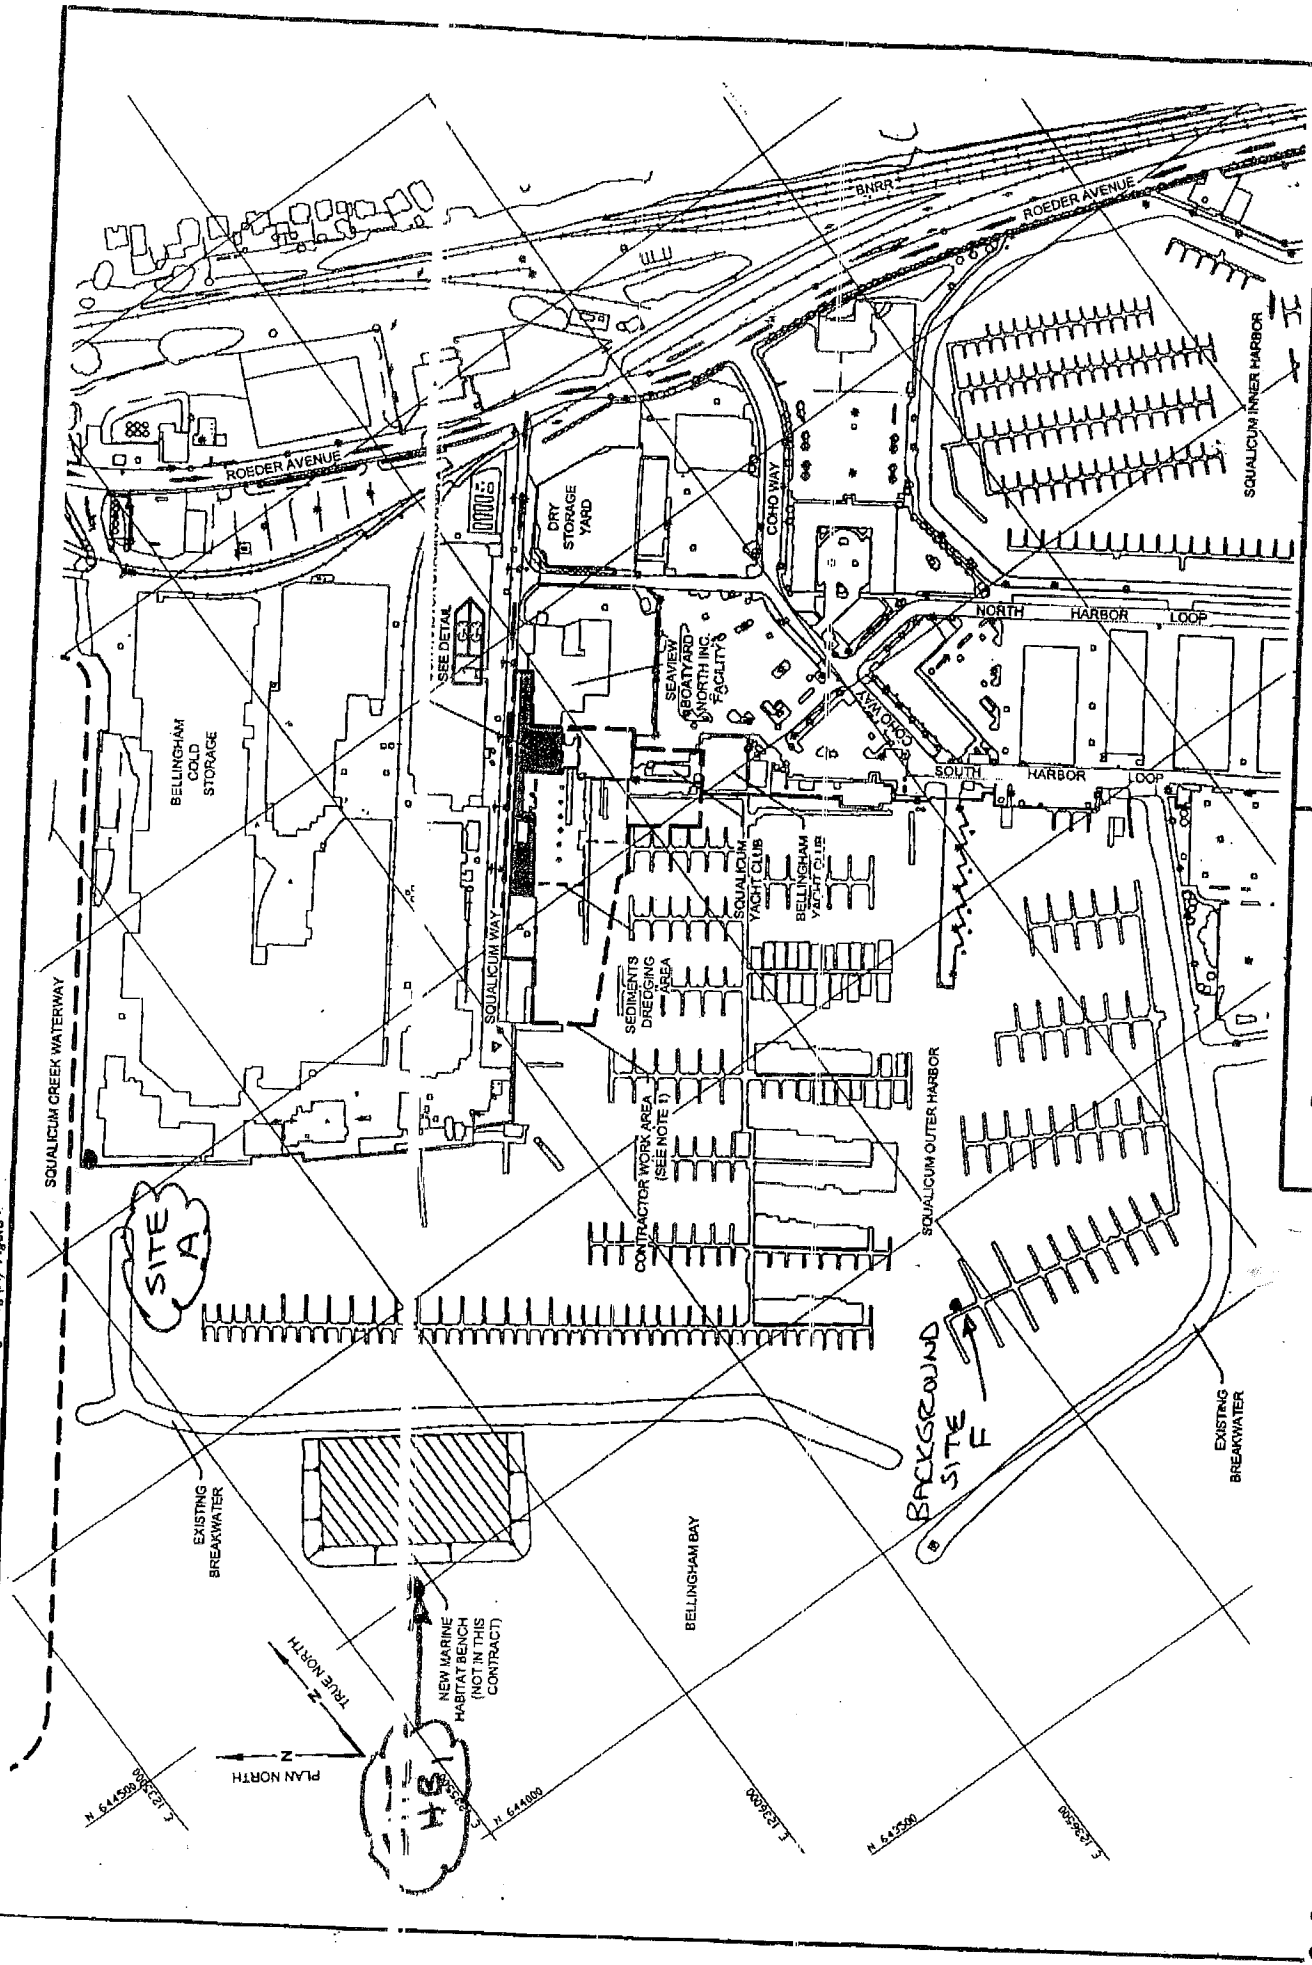 SQUALICUM CREEK WATERWAY
BNRR
ROEDER AVENUE
ROEDER AVENUE
COHO WAY
DRY
STORAGE
YARD
SQUALICUM INNER HARBOR
SEE DETAIL
BELLINGHAM
COLD
STORAGE
SEAVIEW
BOATYARD
NORTH INC.
FACILITY
NORTH HARBOR LOOP
COHO WAY
SOUTH HARBOR LOOP
SQUALICUM WAY
SQUALICUM
YACHT CLUB
BELLINGHAM
YACHT CLUB
SEDIMENTS
DREDGING
AREA
CONTRACTOR WORK AREA
(SEE NOTE 1)
SQUALICUM OUTER HARBOR
SITE
A
BACKGROUND
SITE
F
EXISTING
BREAKWATER
EXISTING
BREAKWATER
BELLINGHAM BAY
NEW MARINE
HABITAT BENCH
(NOT IN THIS
CONTRACT)
TRUE NORTH
N
PLAN NORTH
N
HB 1
N 644500
E 1235000
N 644000
E 1236000
N 643500
E 1236500